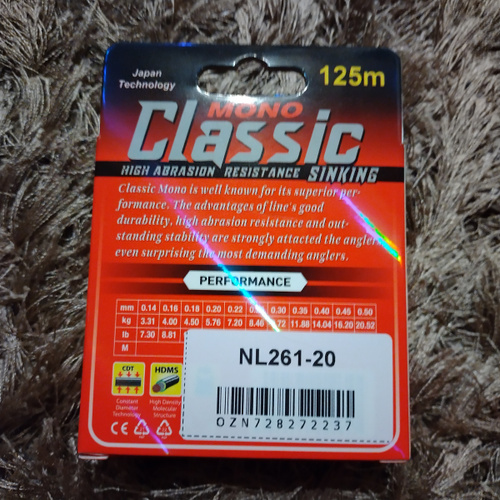 Japan
Technology
125m
MONO
Classic
HIGH ABRASION RESISTANCE SINKING
Classic Mono is well known for its superior per-
formance. The advantages of line's good
durability, high abrasion resistance and out-
standing stability are strongly attacted the anglers
even surprising the most demanding anglers.
PERFORMANCE
mm 0.14 0.16 0.18 0.20 0.22 0.30 0.35 0.40 0.45 0.50
kg 3.31 4.00 4.50 5.76 7.20 8.46 11.88 14.04 16.20 20.52
lb 7.30 8.81
M
NL261-20
OZN728272237
CDT
Constant
Diameter
Technology
HDMS
High Density
Molecular
Structure
CE